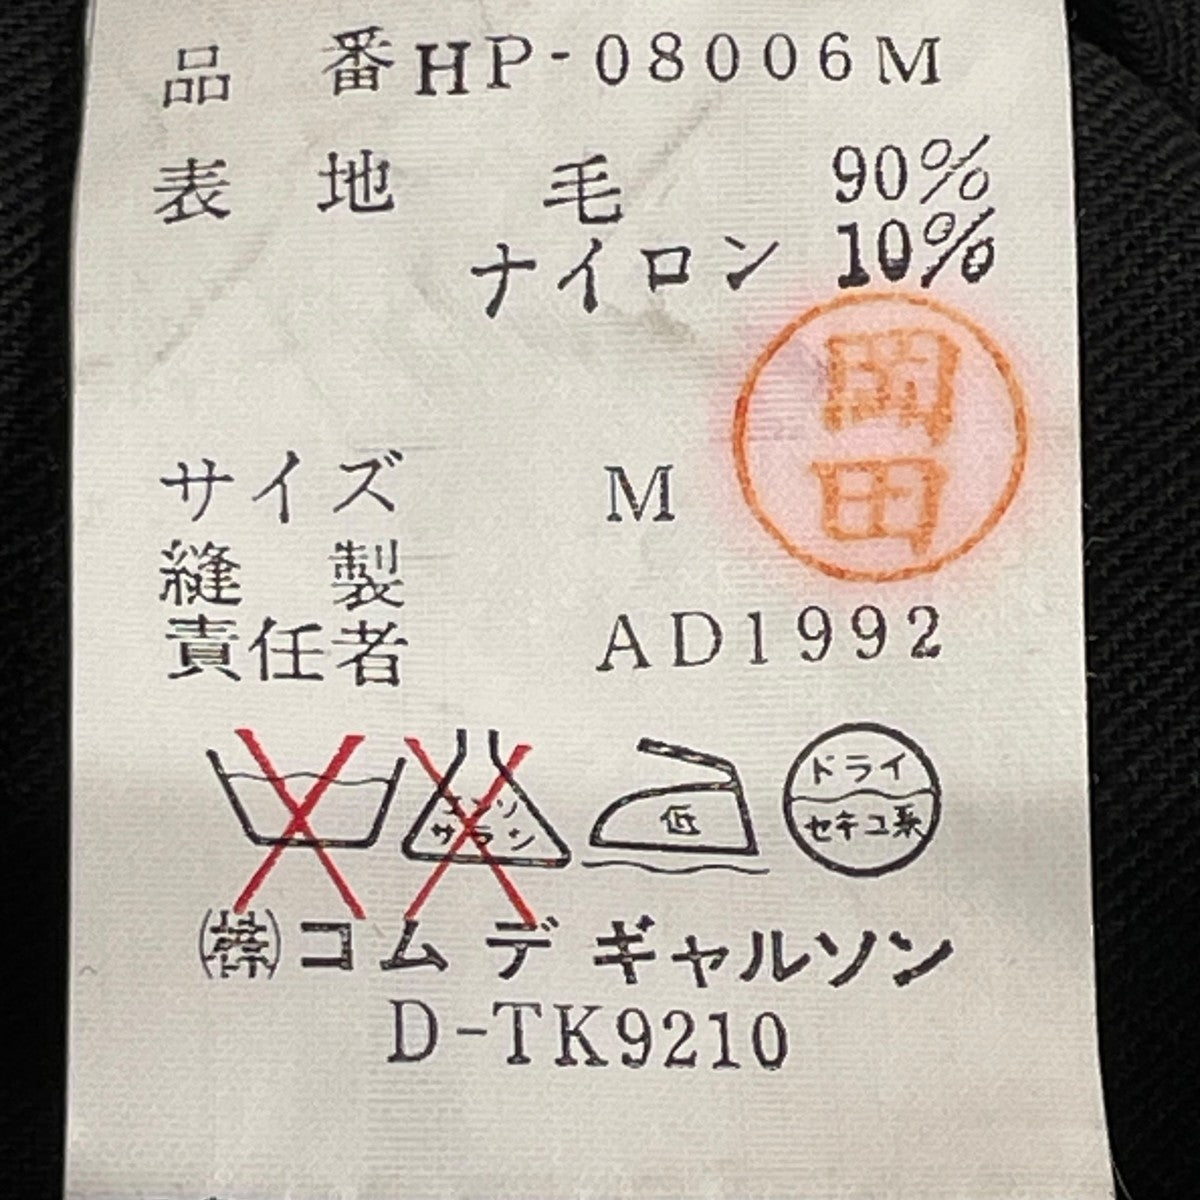 品 番 HP-08006M
表 地 毛 90%
ナイロン 10%
岡田
サイズ M
縫 製
責任者 AD1992
エンソ
サラシ
低
ドライ
セキユ系
㈱コム デ ギャルソン
D-TK9210